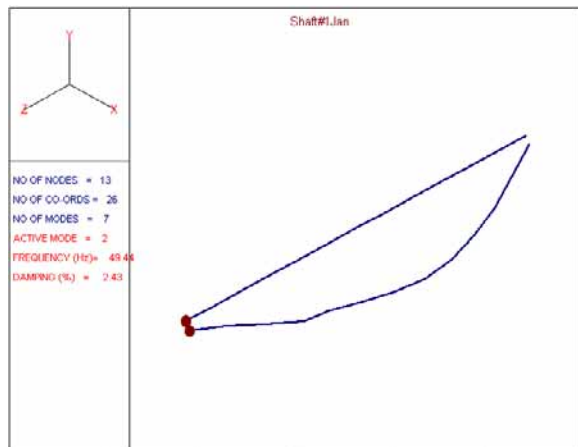 Shaft#1Jan
Y
Z
X
NO OF NODES = 13
NO OF CO-ORDS = 26
NO OF MODES = 7
ACTIVE MODE = 2
FREQUENCY (Hz)= 49.44
DAMPING (%) = 2.43